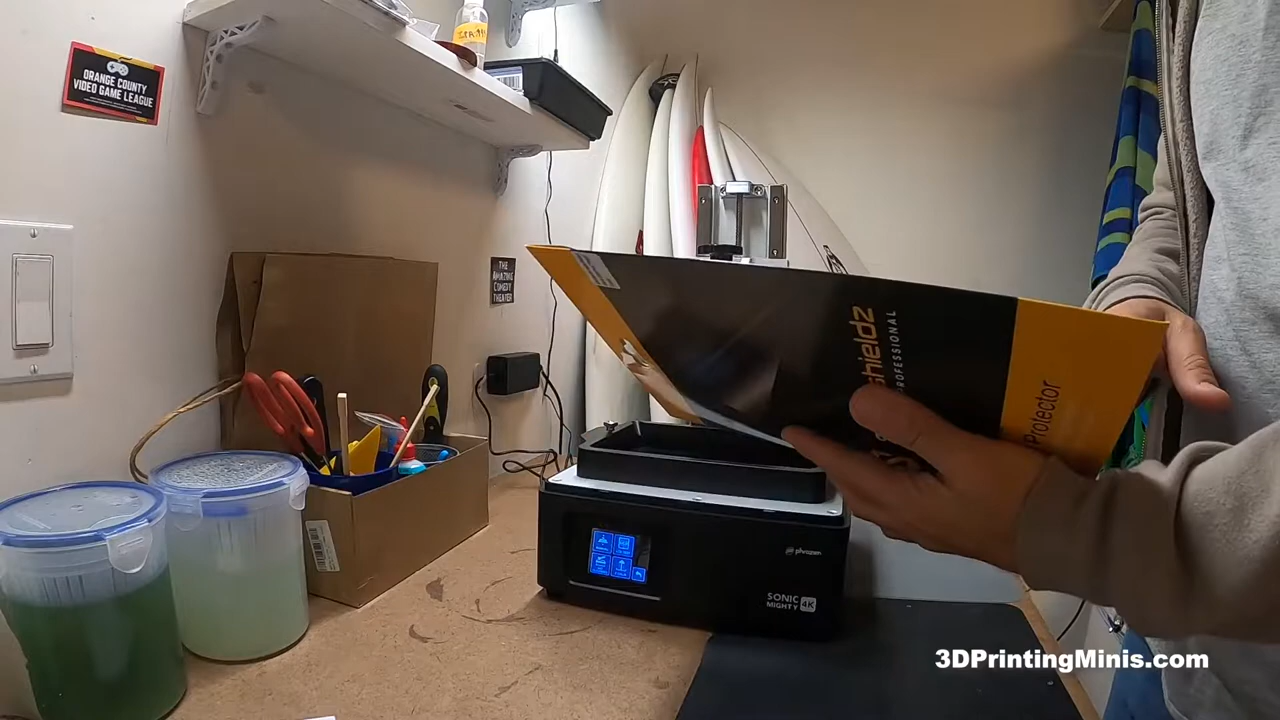 ORANGE COUNTY
VIDEO GAME LEAGUE
THE
AMAZING
COMEDY
THEATER
shieldz
PROFESSIONAL
Protector
phrozen
SONIC
MIGHTY 4K
3DPrintingMinis.com